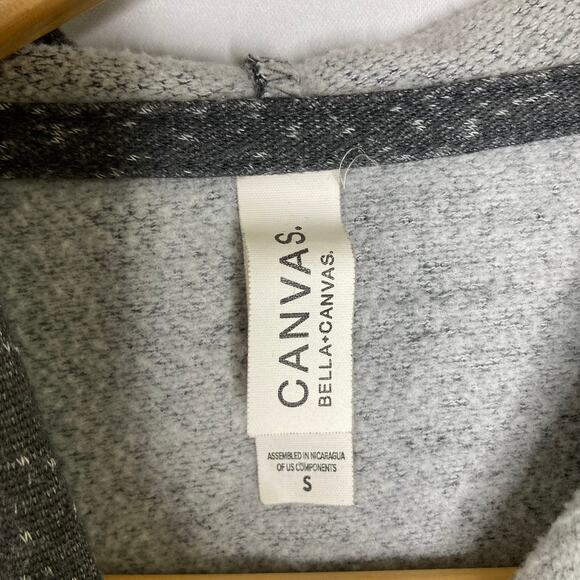 CANVAS.
BELLA+CANVAS.
ASSEMBLED IN NICARAGUA
OF US COMPONENTS
S